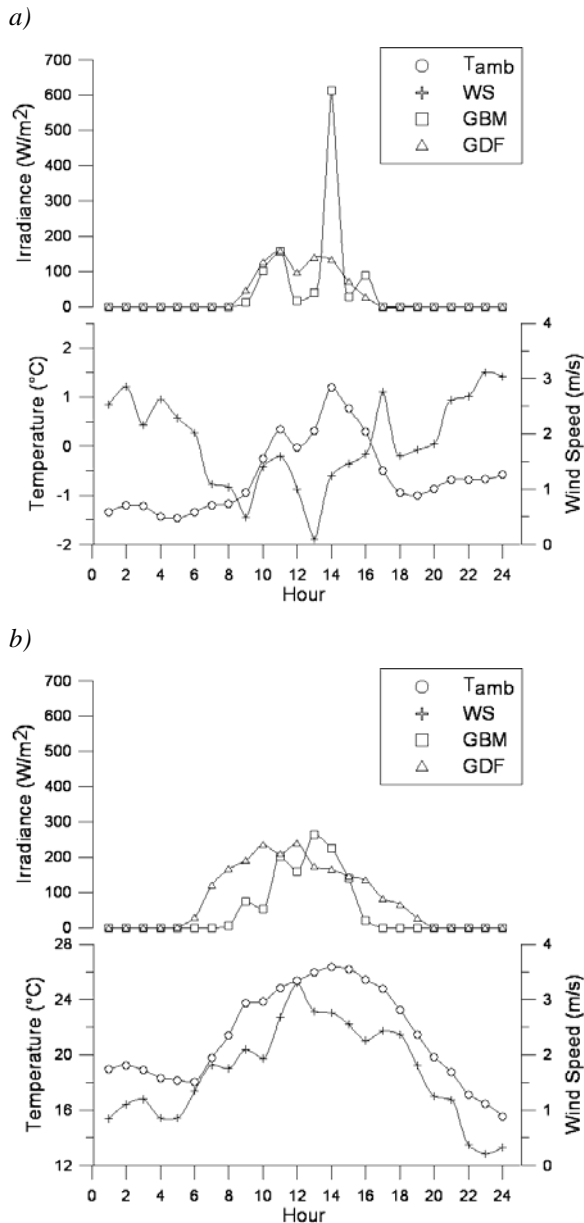 a)
700
600
500
400
300
200
100
0
Irradiance (W/m2)
Tamb
WS
GBM
GDF
2
1
0
-1
-2
Temperature (°C)
4
3
2
1
0
Wind Speed (m/s)
0 2 4 6 8 10 12 14 16 18 20 22 24
Hour
b)
700
600
500
400
300
200
100
0
Irradiance (W/m2)
Tamb
WS
GBM
GDF
28
24
20
16
12
Temperature (°C)
4
3
2
1
0
Wind Speed (m/s)
0 2 4 6 8 10 12 14 16 18 20 22 24
Hour